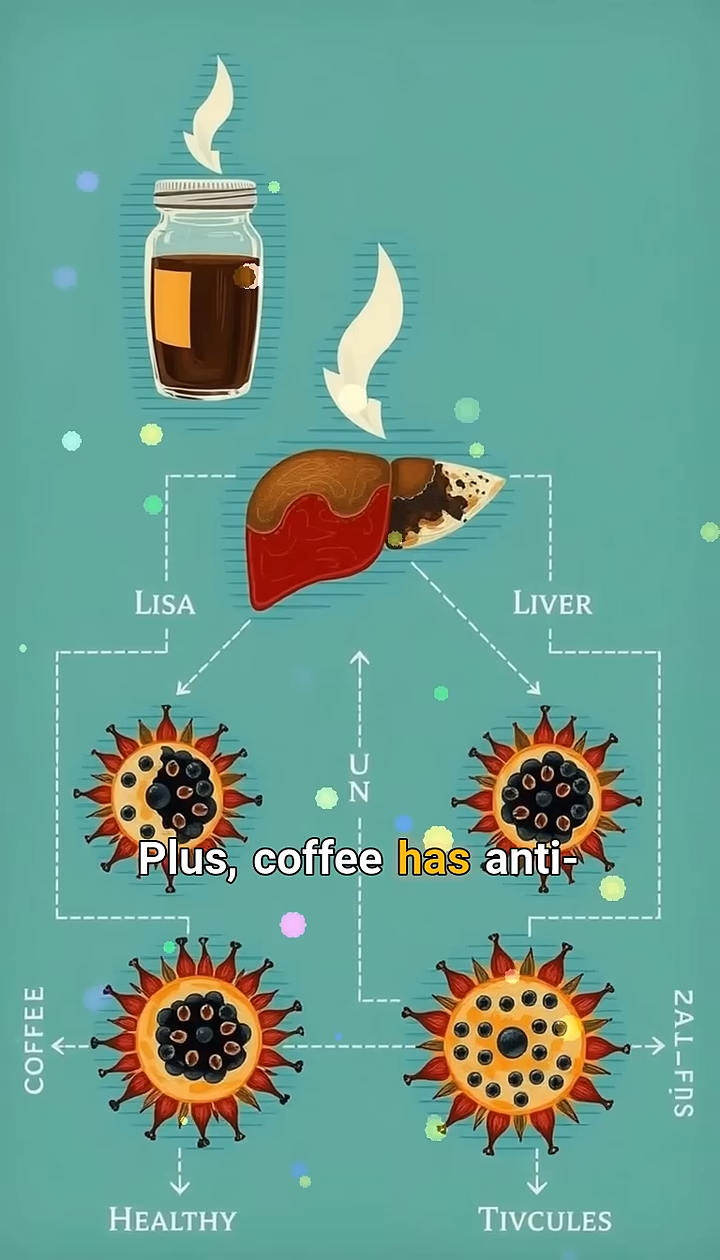 LISA
LIVER
U
N
Plus, coffee has anti-
COFFEE
HEALTHY
TIVCULES